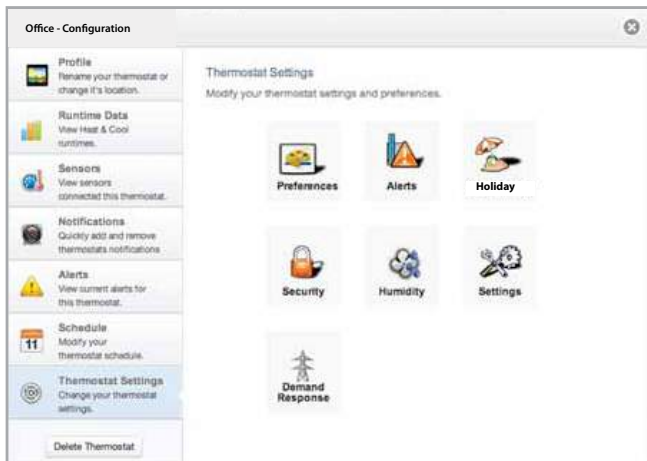 Office - Configuration
Profile
Rename your thermostat or
change it's location.
Runtime Data
View Heat & Cool
runtimes.
Sensors
View sensors
connected this thermostat.
Notifications
Quickly add and remove
thermostats notifications
Alerts
View current alerts for
this thermostat.
11
Schedule
Modify your
thermostat schedule.
Thermostat Settings
Change your thermostat
settings.
Delete Thermostat
Thermostat Settings
Modify your thermostat settings and preferences.
Preferences
Alerts
Holiday
Security
Humidity
Settings
Demand
Response